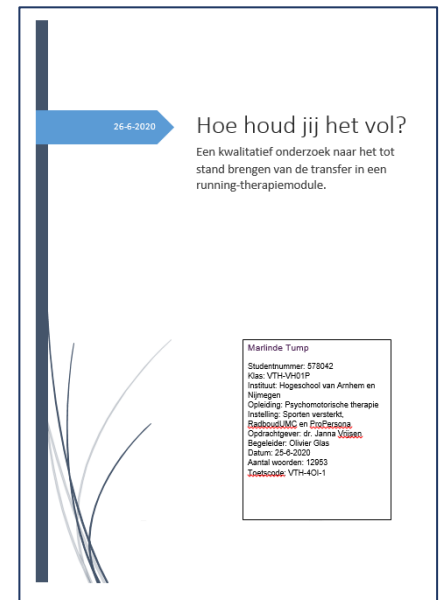 26-6-2020
Hoe houd jij het vol?
Een kwalitatief onderzoek naar het tot
stand brengen van de transfer in een
running-therapiemodule.
Marlinde Tump
Studentnummer: 578042
Klas: VTH-VH01P
Instituut: Hogeschool van Arnhem en
Nijmegen
Opleiding: Psychomotorische therapie
Instelling: Sporten versterkt,
RadboudUMC en ProPersona
Opdrachtgever: dr. Janna Vrijsen
Begeleider: Olivier Glas
Datum: 25-6-2020
Aantal woorden: 12953
Toetscode: VTH-4OI-1